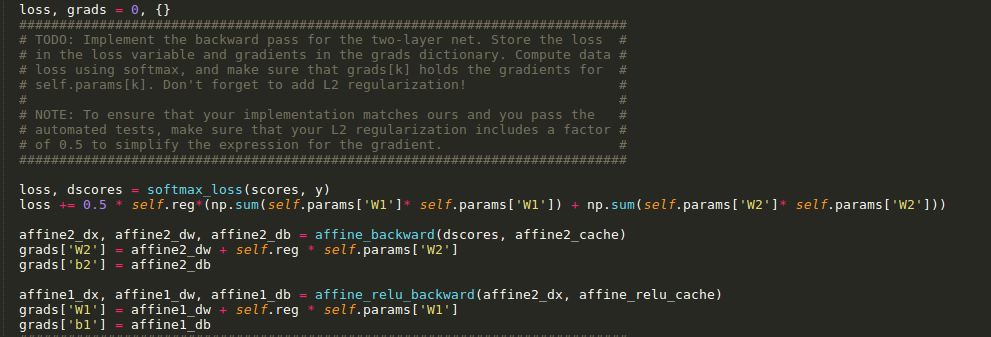 loss, grads = 0, {}
############################################################################
# TODO: Implement the backward pass for the two-layer net. Store the loss  #
# in the loss variable and gradients in the grads dictionary. Compute data #
# loss using softmax, and make sure that grads[k] holds the gradients for  #
# self.params[k]. Don't forget to add L2 regularization!                   #
#                                                                          #
# NOTE: To ensure that your implementation matches ours and you pass the   #
# automated tests, make sure that your L2 regularization includes a factor #
# of 0.5 to simplify the expression for the gradient.                      #
############################################################################
loss, dscores = softmax_loss(scores, y)
loss += 0.5 * self.reg*(np.sum(self.params['W1']* self.params['W1']) + np.sum(self.params['W2']* self.params['W2']))
affine2_dx, affine2_dw, affine2_db = affine_backward(dscores, affine2_cache)
grads['W2'] = affine2_dw + self.reg * self.params['W2']
grads['b2'] = affine2_db
affine1_dx, affine1_dw, affine1_db = affine_relu_backward(affine2_dx, affine_relu_cache)
grads['W1'] = affine1_dw + self.reg * self.params['W1']
grads['b1'] = affine1_db
############################################################################